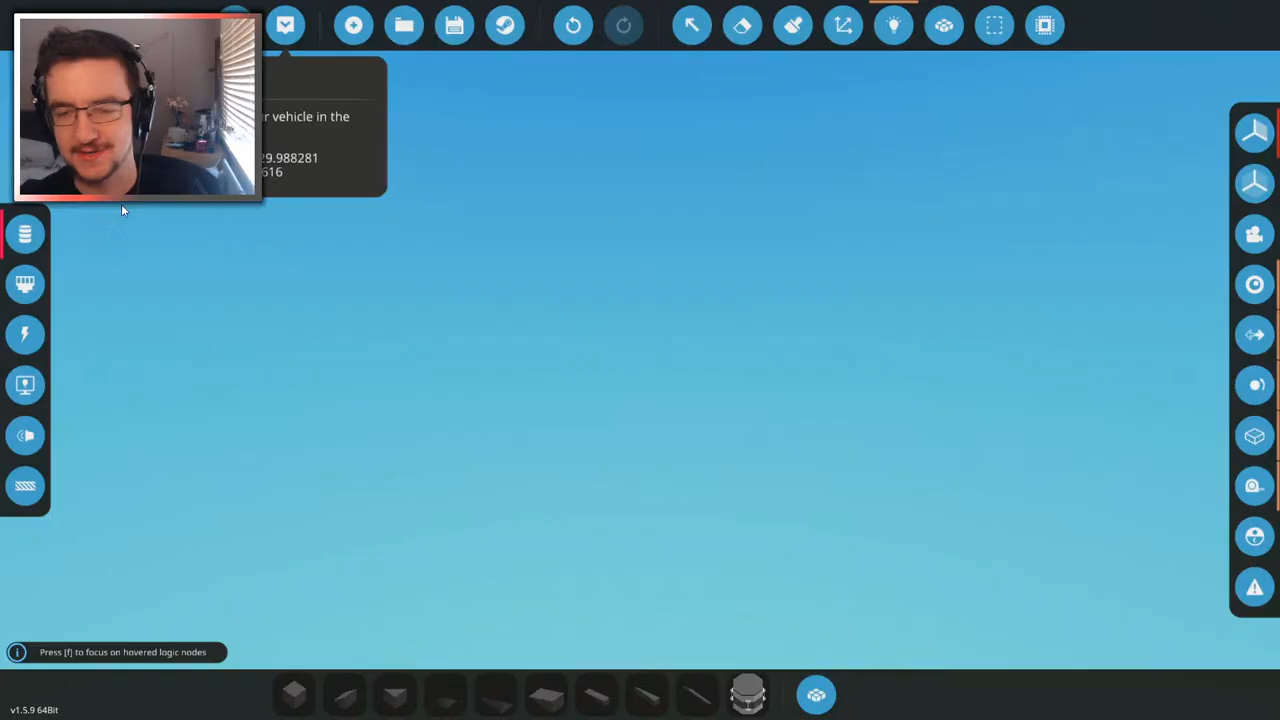 r vehicle in the
29.988281
616
Press [f] to focus on hovered logic nodes
v1.5.9 64Bit